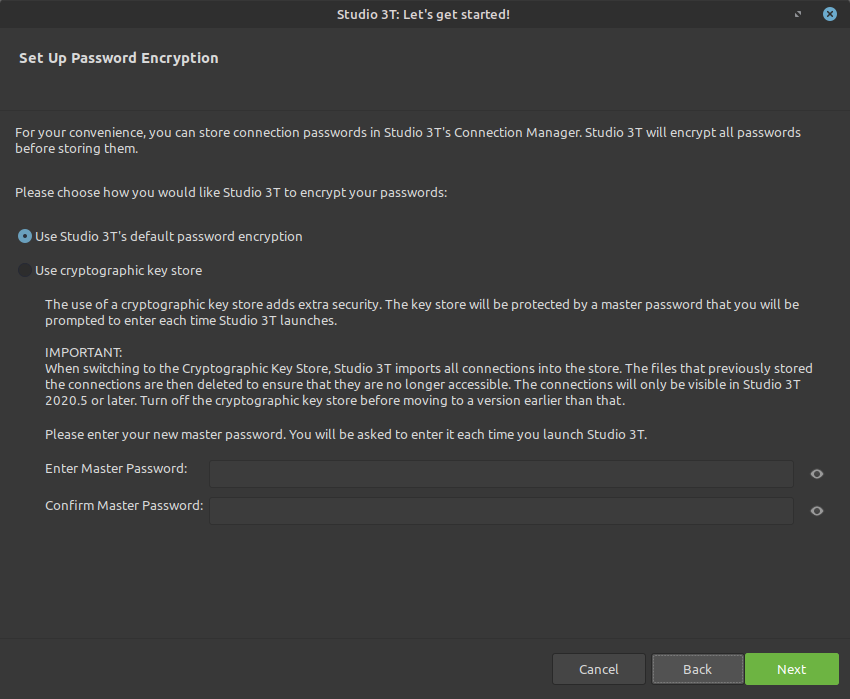 Studio 3T: Let's get started!
Set Up Password Encryption
For your convenience, you can store connection passwords in Studio 3T's Connection Manager. Studio 3T will encrypt all passwords
before storing them.
Please choose how you would like Studio 3T to encrypt your passwords:
Use Studio 3T's default password encryption
Use cryptographic key store
The use of a cryptographic key store adds extra security. The key store will be protected by a master password that you will be
prompted to enter each time Studio 3T launches.
IMPORTANT:
When switching to the Cryptographic Key Store, Studio 3T imports all connections into the store. The files that previously stored
the connections are then deleted to ensure that they are no longer accessible. The connections will only be visible in Studio 3T
2020.5 or later. Turn off the cryptographic key store before moving to a version earlier than that.
Please enter your new master password. You will be asked to enter it each time you launch Studio 3T.
Enter Master Password:
Confirm Master Password:
Cancel Back Next